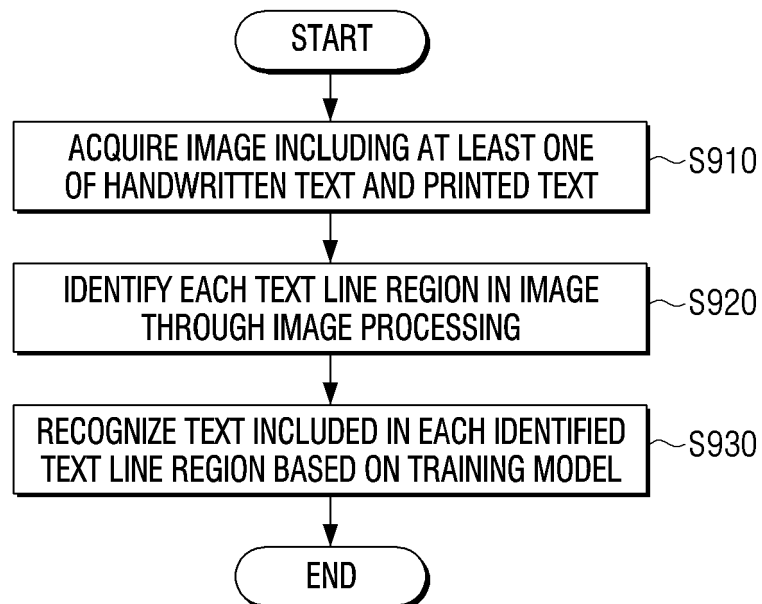 START
ACQUIRE IMAGE INCLUDING AT LEAST ONE
OF HANDWRITTEN TEXT AND PRINTED TEXT
S910
IDENTIFY EACH TEXT LINE REGION IN IMAGE
THROUGH IMAGE PROCESSING
S920
RECOGNIZE TEXT INCLUDED IN EACH IDENTIFIED
TEXT LINE REGION BASED ON TRAINING MODEL
S930
END